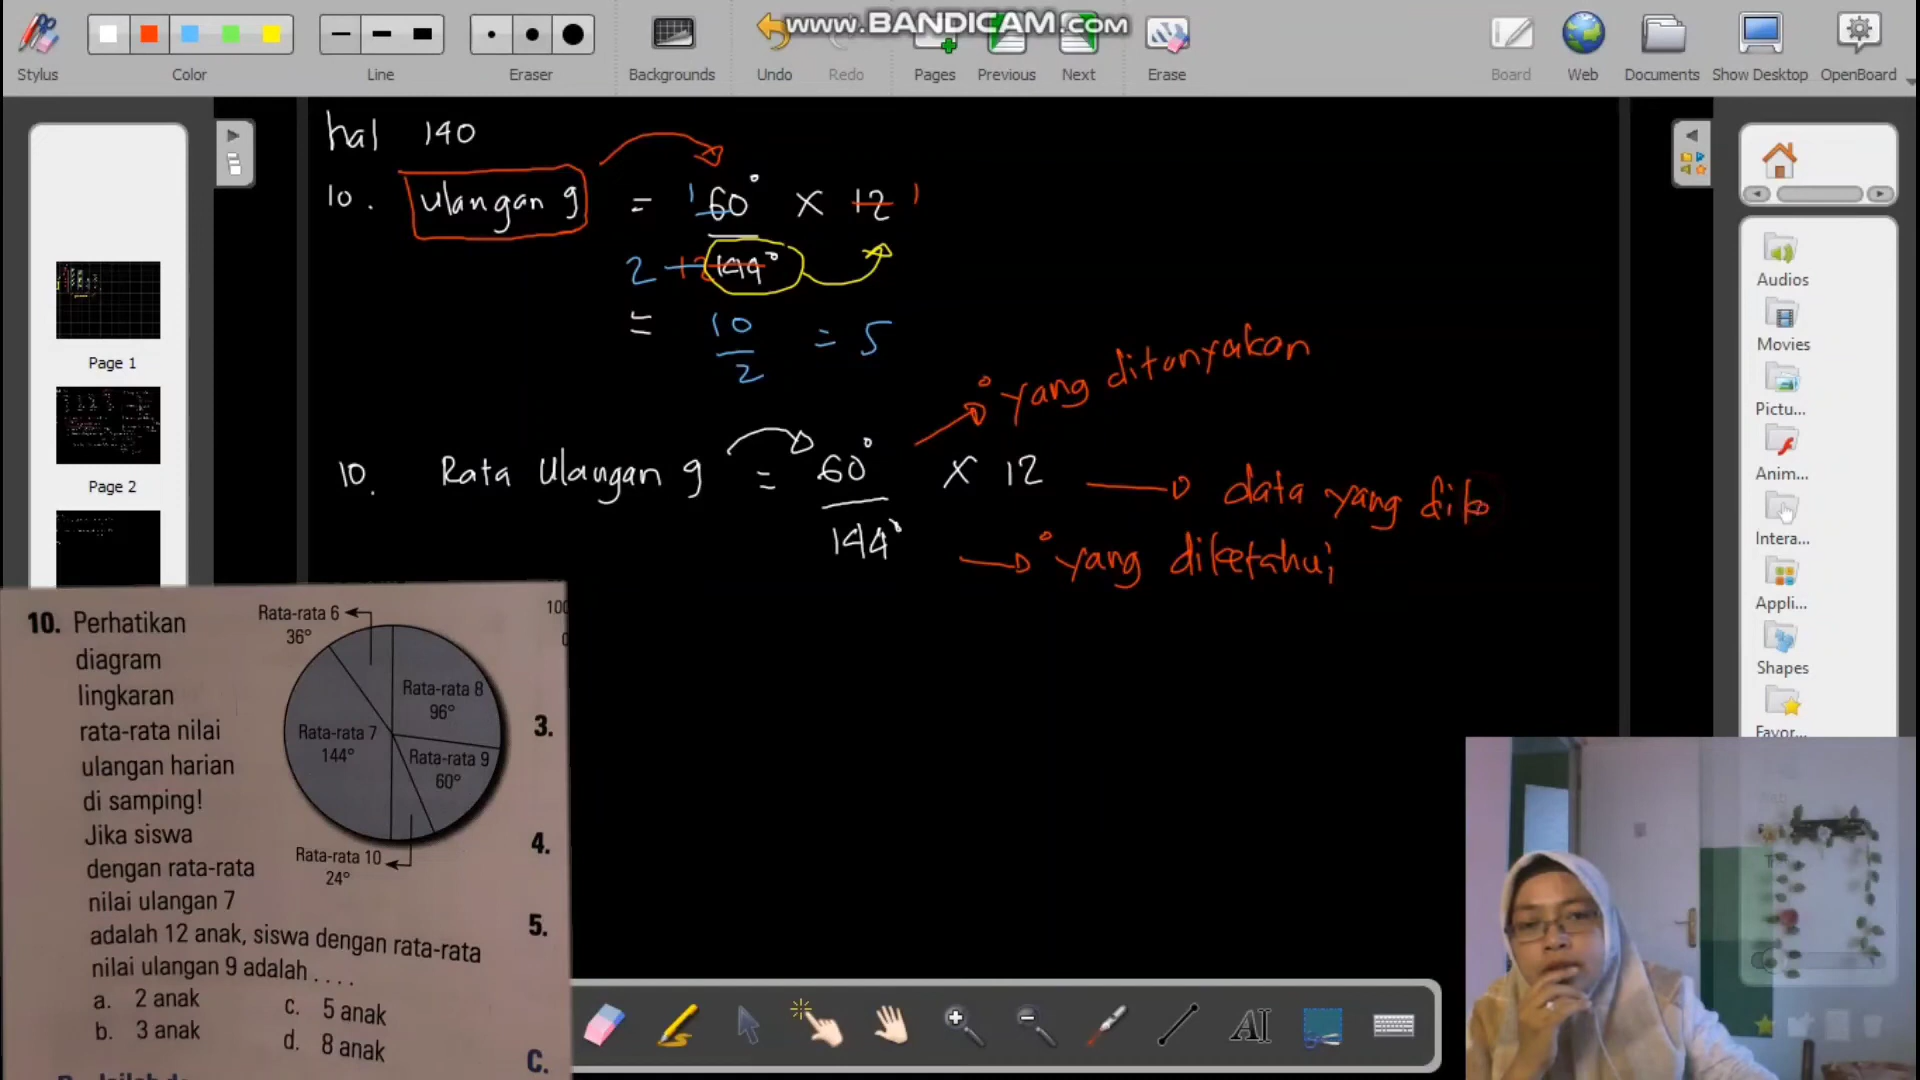 www.BANDICAM.com
Stylus
Color
Line
Eraser
Backgrounds
Undo
Redo
Pages
Previous
Next
Erase
Board
Web
Documents
Show Desktop
OpenBoard
Page 1
Page 2
hal 140
10. ulangan 9 = 1 60° x 12 1
2 12 144°
= 10/2 = 5
° yang ditanyakan
10. Rata Ulangan 9 = 60°/144° x 12
data yang dik
° yang diketahui
10. Perhatikan
diagram
lingkaran
rata-rata nilai
ulangan harian
di samping!
Jika siswa
dengan rata-rata
nilai ulangan 7
adalah 12 anak, siswa dengan rata-rata
nilai ulangan 9 adalah . . . .
a. 2 anak
b. 3 anak
c. 5 anak
d. 8 anak
Rata-rata 6
36°
Rata-rata 8
96°
Rata-rata 7
144°
Rata-rata 9
60°
Rata-rata 10
24°
100
3.
4.
5.
C.
Audios
Movies
Pictu...
Anim...
Intera...
Appli...
Shapes
Favor...
AI